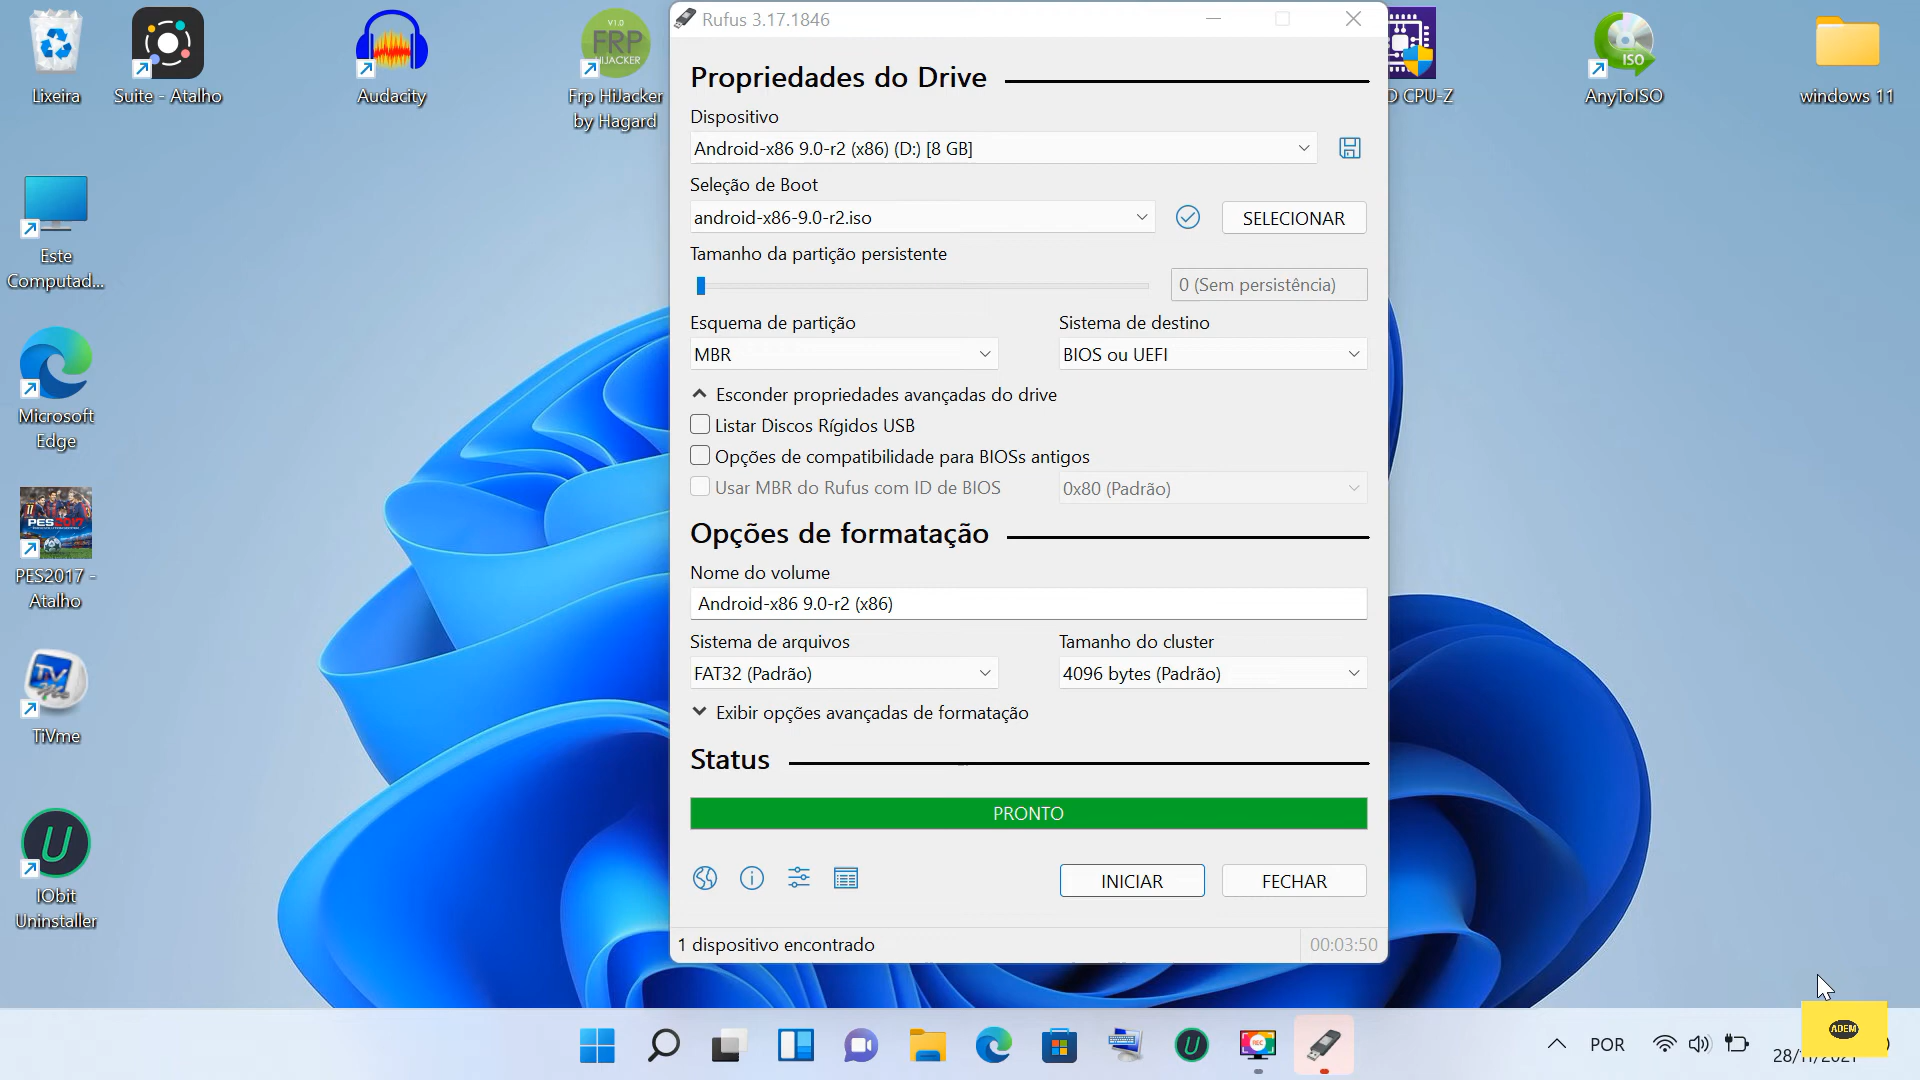 Rufus 3.17.1846
Propriedades do Drive
Dispositivo
Android-x86 9.0-r2 (x86) (D:) [8 GB]
Seleção de Boot
android-x86-9.0-r2.iso
SELECIONAR
Tamanho da partição persistente
0 (Sem persistência)
Esquema de partição
Sistema de destino
MBR
BIOS ou UEFI
Esconder propriedades avançadas do drive
Listar Discos Rígidos USB
Opções de compatibilidade para BIOSs antigos
Usar MBR do Rufus com ID de BIOS
0x80 (Padrão)
Opções de formatação
Nome do volume
Android-x86 9.0-r2 (x86)
Sistema de arquivos
Tamanho do cluster
FAT32 (Padrão)
4096 bytes (Padrão)
Exibir opções avançadas de formatação
Status
PRONTO
INICIAR
FECHAR
1 dispositivo encontrado
00:03:50
Lixeira
Suite - Atalho
Audacity
V1.0
FRP
HIJACKER
Frp HiJacker
by Hagard
D CPU-Z
ISO
AnyToISO
windows 11
Este
Computad...
Microsoft
Edge
PES2017
PES2017 -
Atalho
TV
Me
TiVme
U
IObit
Uninstaller
U
REC
POR
ADEM